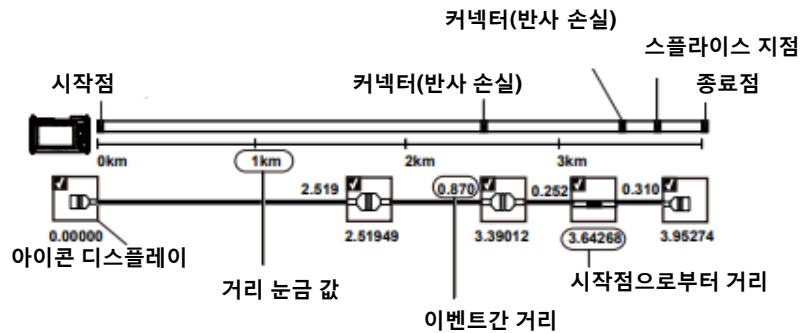 커넥터(반사 손실)
스플라이스 지점
시작점
커넥터(반사 손실)
종료점
0km
1km
2km
3km
2.519
0.870
0.252
0.310
0.00000
2.51949
3.39012
3.64268
3.95274
아이콘 디스플레이
거리 눈금 값
시작점으로부터 거리
이벤트간 거리